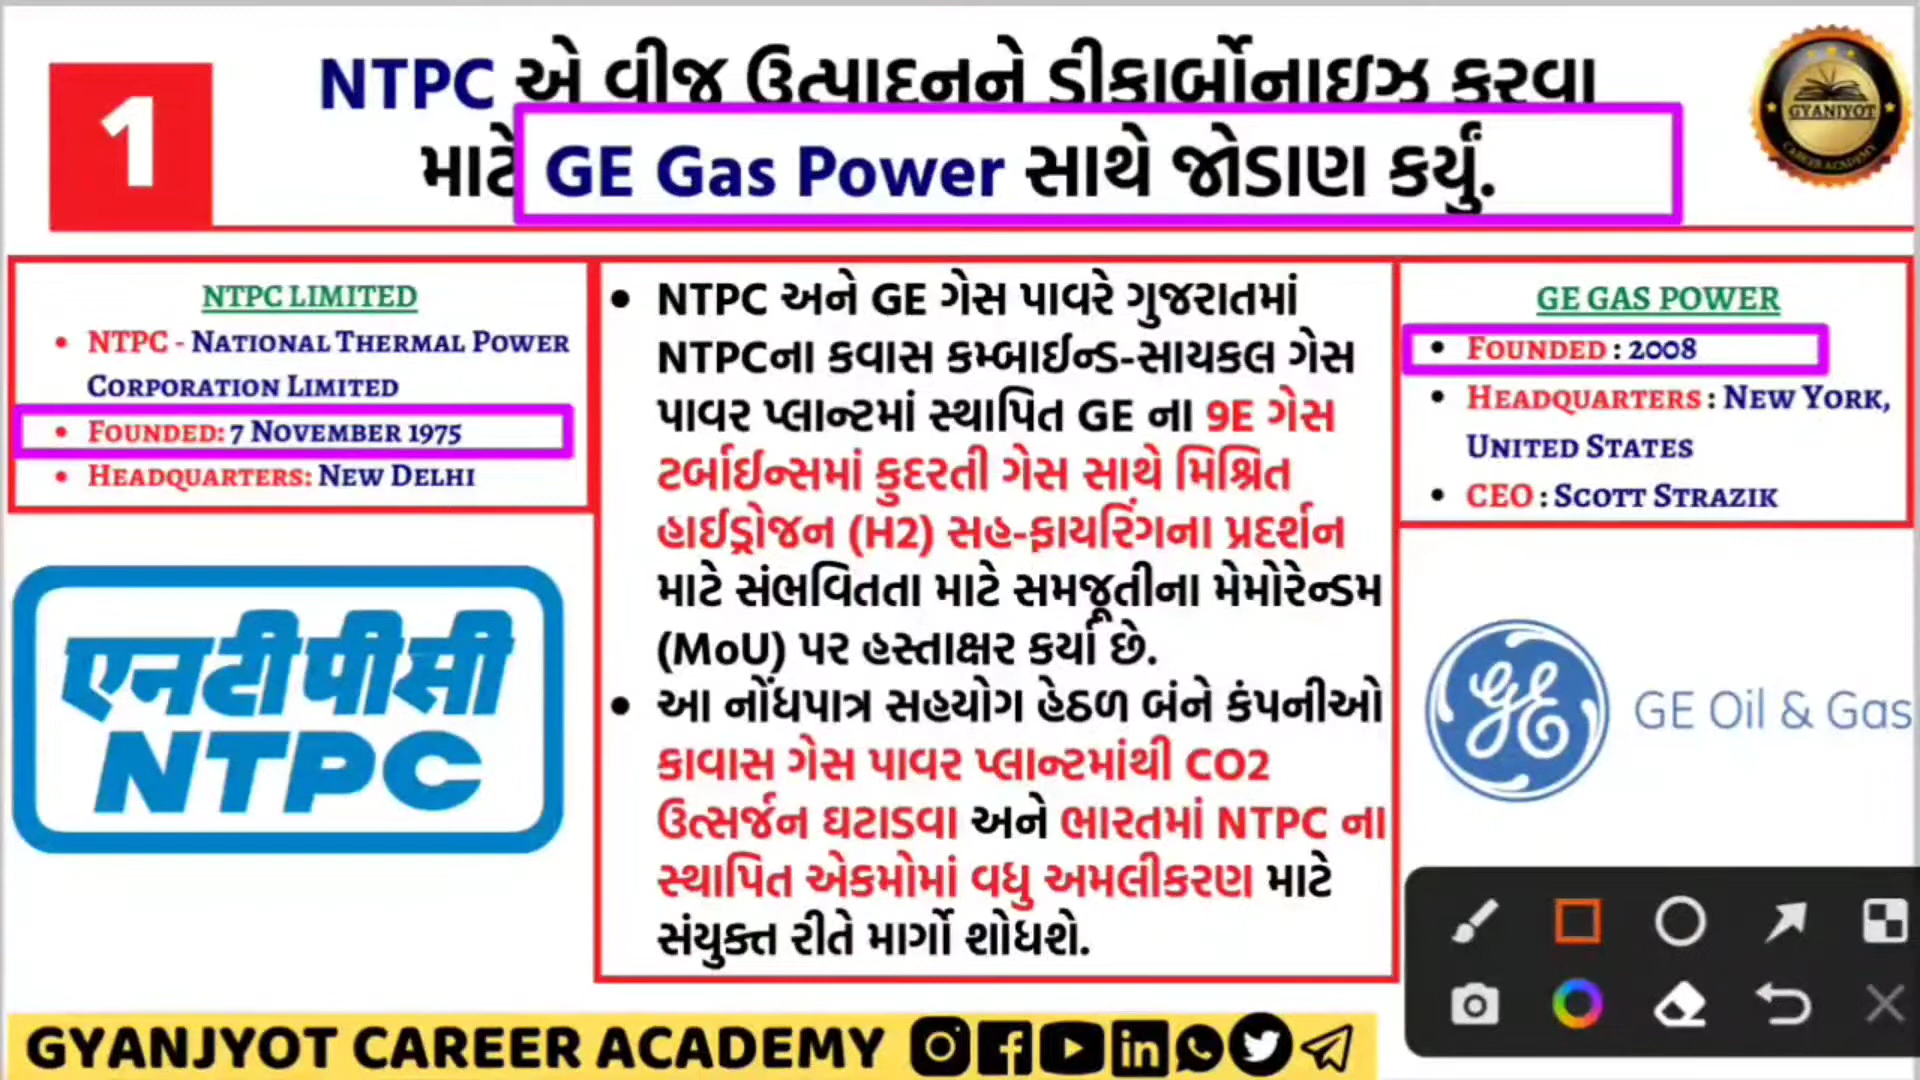 1
NTPC એ વીજ ઉત્પાદનને ડીકાર્બોનાઇઝ કરવા
માટે GE Gas Power સાથે જોડાણ કર્યું.
GYANJYOT
CAREER ACADEMY
NTPC LIMITED
• NTPC - NATIONAL THERMAL POWER
CORPORATION LIMITED
• FOUNDED: 7 NOVEMBER 1975
• HEADQUARTERS: NEW DELHI
एनटीपीसी
NTPC
• NTPC અને GE ગેસ પાવરે ગુજરાતમાં
NTPCના કવાસ કમ્બાઈન્ડ-સાયકલ ગેસ
પાવર પ્લાન્ટમાં સ્થાપિત GE ના 9E ગેસ
ટર્બાઈન્સમાં કુદરતી ગેસ સાથે મિશ્રિત
હાઈડ્રોજન (H2) સહ-ફાયરિંગના પ્રદર્શન
માટે સંભવિતતા માટે સમજૂતીના મેમોરેન્ડમ
(MoU) પર હસ્તાક્ષર કર્યા છે.
• આ નોંધપાત્ર સહયોગ હેઠળ બંને કંપનીઓ
કાવાસ ગેસ પાવર પ્લાન્ટમાંથી CO2
ઉત્સર્જન ઘટાડવા અને ભારતમાં NTPC ના
સ્થાપિત એકમોમાં વધુ અમલીકરણ માટે
સંયુક્ત રીતે માર્ગો શોધશે.
GE GAS POWER
• FOUNDED : 2008
• HEADQUARTERS : NEW YORK,
UNITED STATES
• CEO : SCOTT STRAZIK
GE
GE Oil & Gas
GYANJYOT CAREER ACADEMY